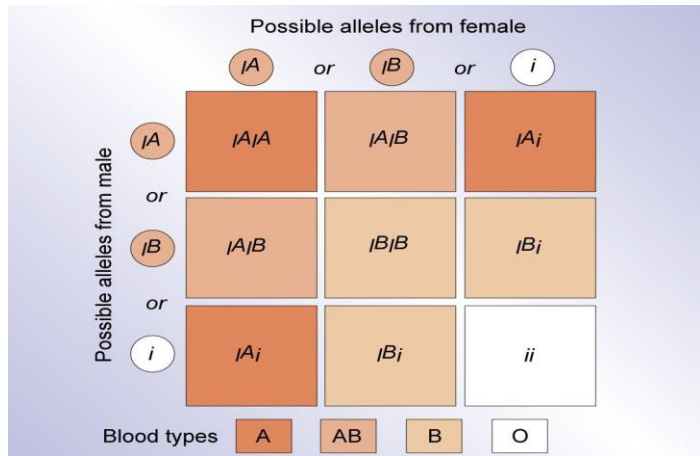 Possible alleles from female
IA or IB or i
Possible alleles from male
IA
or
IB
or
i
IAIA IAIB IAi
IAIB IBIB IBi
IAi IBi ii
Blood types A AB B O